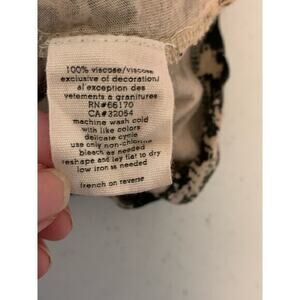 100% viscose/viscose
exclusive of decoration/
al exception des
vetements a granitures
RN#66170
CA#32054
machine wash cold
with like colors
delicate cycle
use only non-chlorine
bleach as needed
reshape and lay flat to dry
low iron as needed
french on reverse